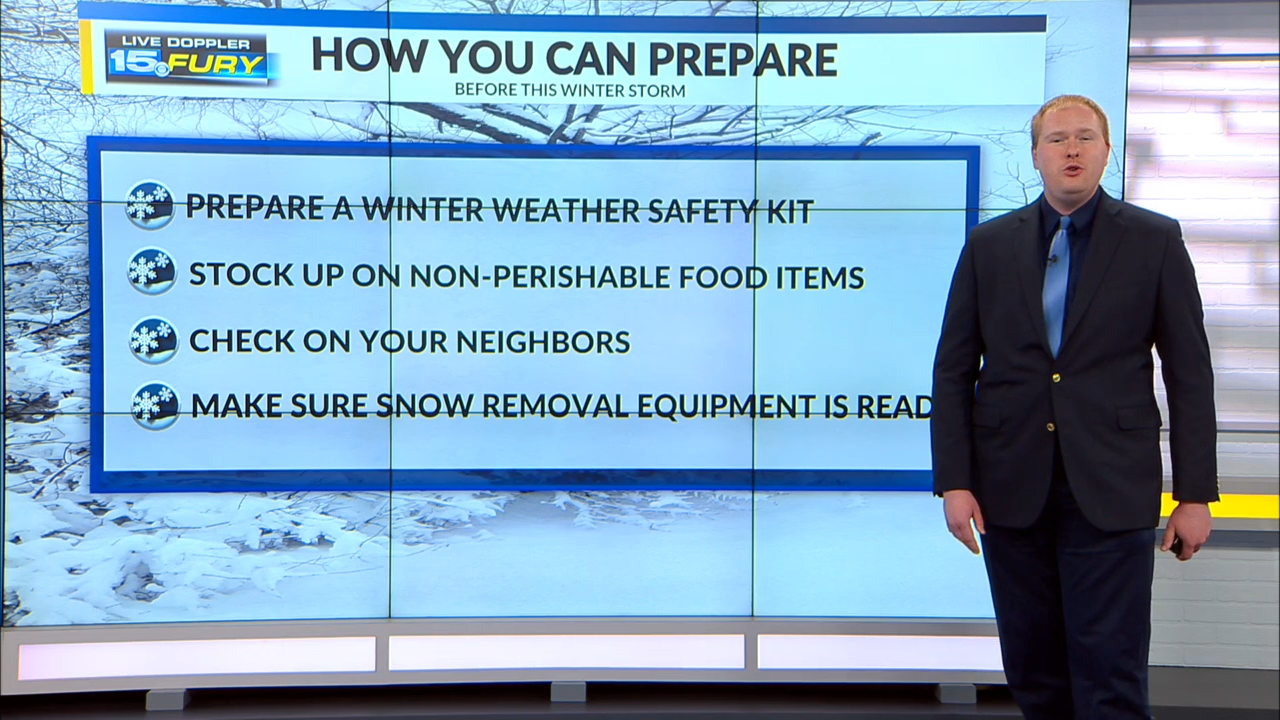 LIVE DOPPLER
15 FURY
HOW YOU CAN PREPARE
BEFORE THIS WINTER STORM
PREPARE A WINTER WEATHER SAFETY KIT
STOCK UP ON NON-PERISHABLE FOOD ITEMS
CHECK ON YOUR NEIGHBORS
MAKE SURE SNOW REMOVAL EQUIPMENT IS READ